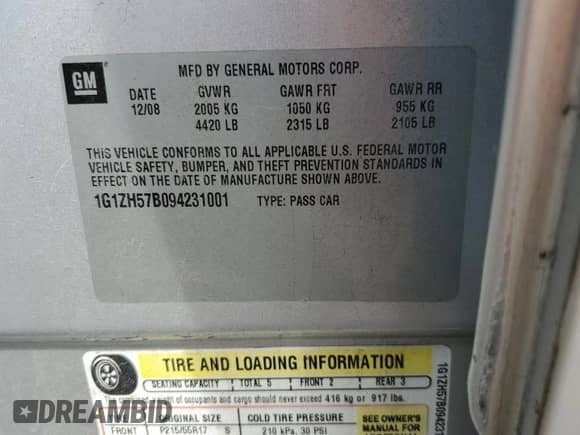 GM
MFD BY GENERAL MOTORS CORP.
DATE GVWR GAWR FRT GAWR RR
12/08 2005 KG 1050 KG 955 KG
4420 LB 2315 LB 2105 LB
THIS VEHICLE CONFORMS TO ALL APPLICABLE U.S. FEDERAL MOTOR
VEHICLE SAFETY, BUMPER, AND THEFT PREVENTION STANDARDS IN
EFFECT ON THE DATE OF MANUFACTURE SHOWN ABOVE.
1G1ZH57B094231001 TYPE: PASS CAR
TIRE AND LOADING INFORMATION
SEATING CAPACITY TOTAL 5 FRONT 2 REAR 3
The combined weight of occupants and cargo should never exceed 416 kg or 917 lbs.
ORIGINAL SIZE COLD TIRE PRESSURE SEE OWNER'S
FRONT P215/55R17 S 210 kPa, 30 PSI MANUAL FOR
1G1ZH57B09423
DREAMBID